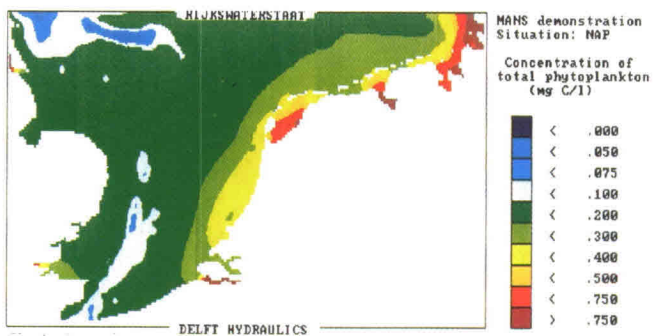 RIJKSWATERSTAAT
MANS demonstration
Situation: NAP
Concentration of
total phytoplankton
(mg C/l)
< .000
< .050
< .075
< .100
< .200
< .300
< .400
< .500
< .750
> .750
DELFT HYDRAULICS